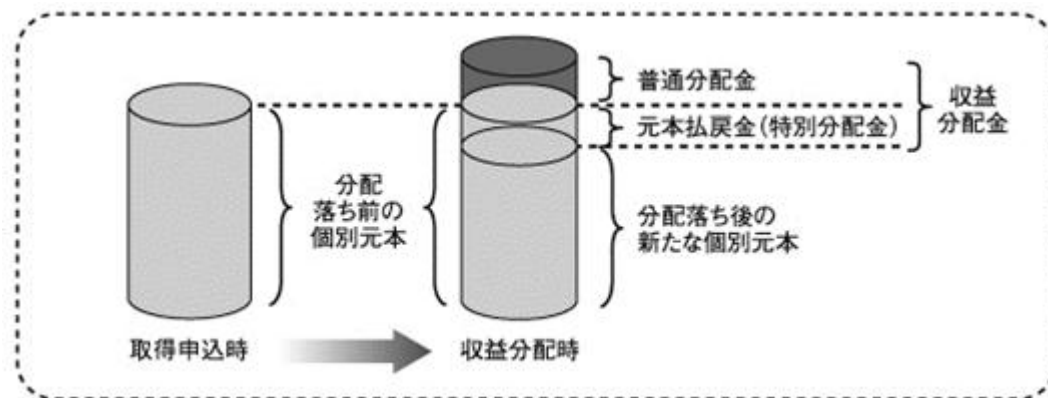 普通分配金
収益
分配金
元本払戻金(特別分配金)
分配
落ち前の
個別元本
分配落ち後の
新たな個別元本
取得申込時
収益分配時